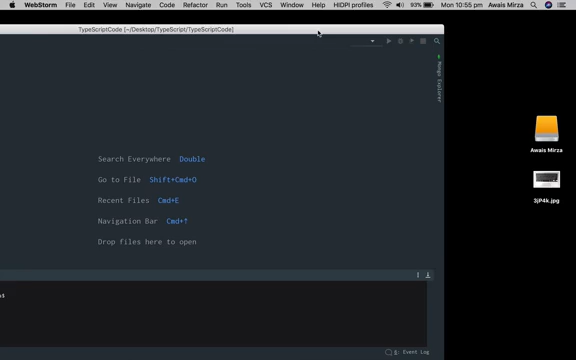 WebStorm File Edit View Navigate Code Refactor Run Tools VCS Window Help HIDPI profiles 93% Mon 10:55 pm Awais Mirza
TypeScriptCode [~/Desktop/TypeScript/TypeScriptCode]
Mongo Explorer
Search Everywhere Double
Go to File Shift+Cmd+O
Recent Files Cmd+E
Navigation Bar Cmd+↑
Drop files here to open
Awais Mirza
3jP4k.jpg
$
Event Log